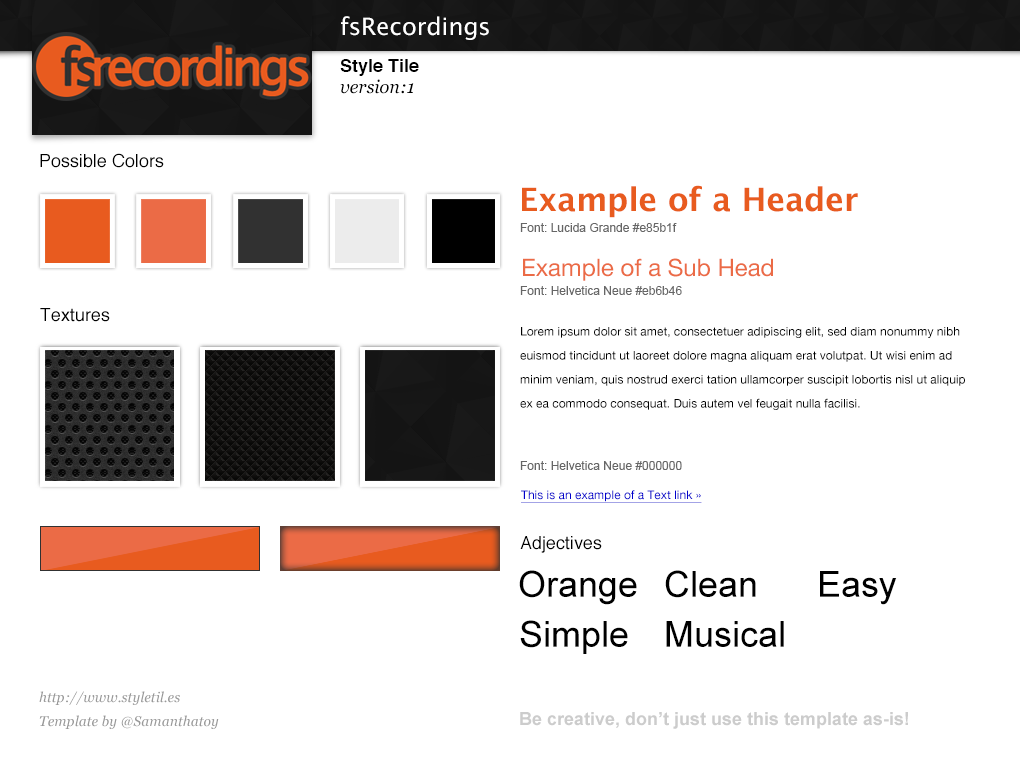 fsRecordings
fsrecordings
Style Tile
version:1
Possible Colors
Textures
Example of a Header
Font: Lucida Grande #e85b1f
Example of a Sub Head
Font: Helvetica Neue #eb6b46
Lorem ipsum dolor sit amet, consectetuer adipiscing elit, sed diam nonummy nibh
euismod tincidunt ut laoreet dolore magna aliquam erat volutpat. Ut wisi enim ad
minim veniam, quis nostrud exerci tation ullamcorper suscipit lobortis nisl ut aliquip
ex ea commodo consequat. Duis autem vel feugait nulla facilisi.
Font: Helvetica Neue #000000
This is an example of a Text link »
Adjectives
Orange Clean Easy
Simple Musical
http://www.styletil.es
Template by @Samanthatoy
Be creative, don’t just use this template as-is!